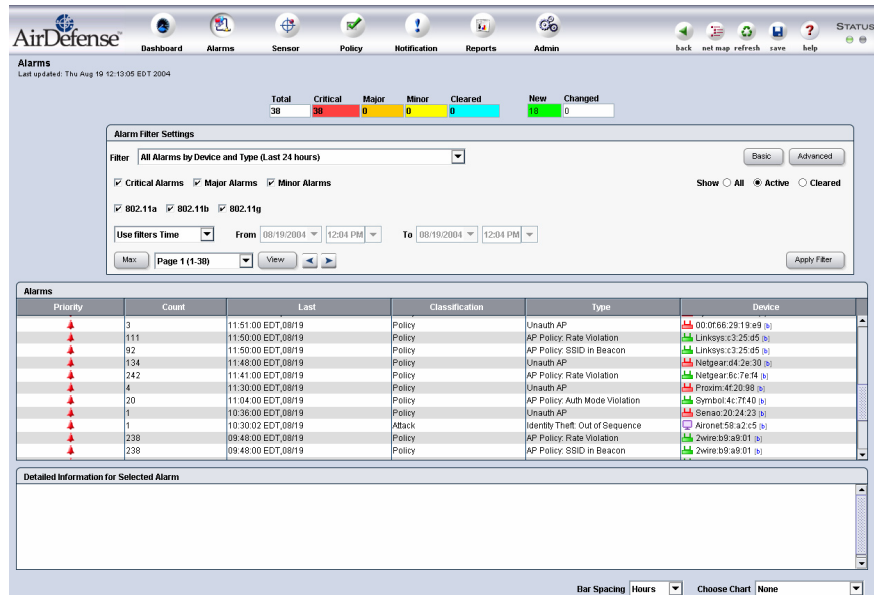 AirDefense™
Dashboard Alarms Sensor Policy Notification Reports Admin
back net map refresh save help
STATUS
Alarms
Last updated: Thu Aug 19 12:13:05 EDT 2004
Total Critical Major Minor Cleared New Changed
38 38 0 0 0 18 0
Alarm Filter Settings
Filter All Alarms by Device and Type (Last 24 hours) Basic Advanced
Critical Alarms Major Alarms Minor Alarms Show All Active Cleared
802.11a 802.11b 802.11g
Use filters Time From 08/19/2004 12:04 PM To 08/19/2004 12:04 PM
Max Page 1 (1-38) View Apply Filter
Alarms
Priority Count Last Classification Type Device
3 11:51:00 EDT,08/19 Policy Unauth AP 00:0f:66:29:19:e9 [b]
111 11:50:00 EDT,08/19 Policy AP Policy: Rate Violation Linksys:c3:25:d5 [b]
92 11:50:00 EDT,08/19 Policy AP Policy: SSID in Beacon Linksys:c3:25:d5 [b]
134 11:48:00 EDT,08/19 Policy Unauth AP Netgear:d4:2e:30 [b]
242 11:41:00 EDT,08/19 Policy AP Policy: Rate Violation Netgear:6c:7e:f4 [b]
4 11:30:00 EDT,08/19 Policy Unauth AP Proxim:4f:20:98 [b]
20 11:04:00 EDT,08/19 Policy AP Policy: Auth Mode Violation Symbol:4c:7f:40 [b]
1 10:36:00 EDT,08/19 Policy Unauth AP Senao:20:24:23 [b]
1 10:30:02 EDT,08/19 Attack Identity Theft: Out of Sequence Aironet:58:a2:c5 [b]
238 09:48:00 EDT,08/19 Policy AP Policy: Rate Violation 2wire:b9:a9:01 [b]
238 09:48:00 EDT,08/19 Policy AP Policy: SSID in Beacon 2wire:b9:a9:01 [b]
Detailed Information for Selected Alarm
Bar Spacing Hours Choose Chart None